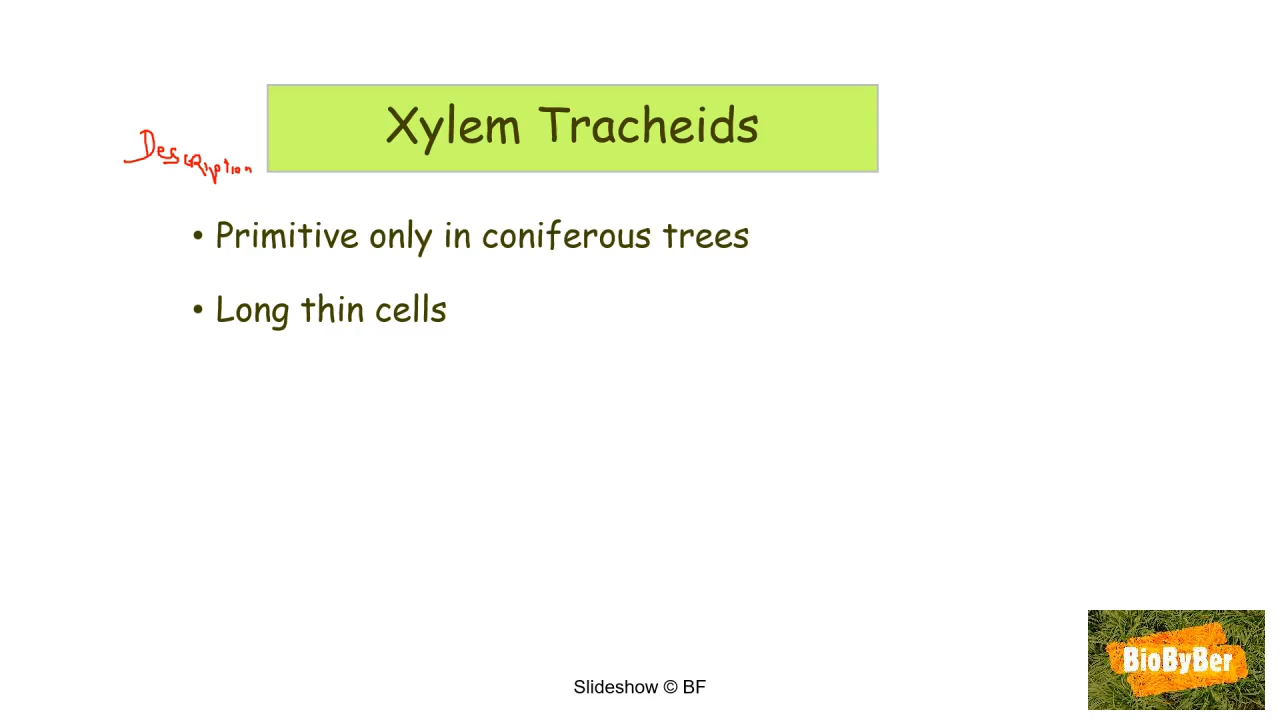 Xylem Tracheids
Description
• Primitive only in coniferous trees
• Long thin cells
BioByBer
Slideshow © BF